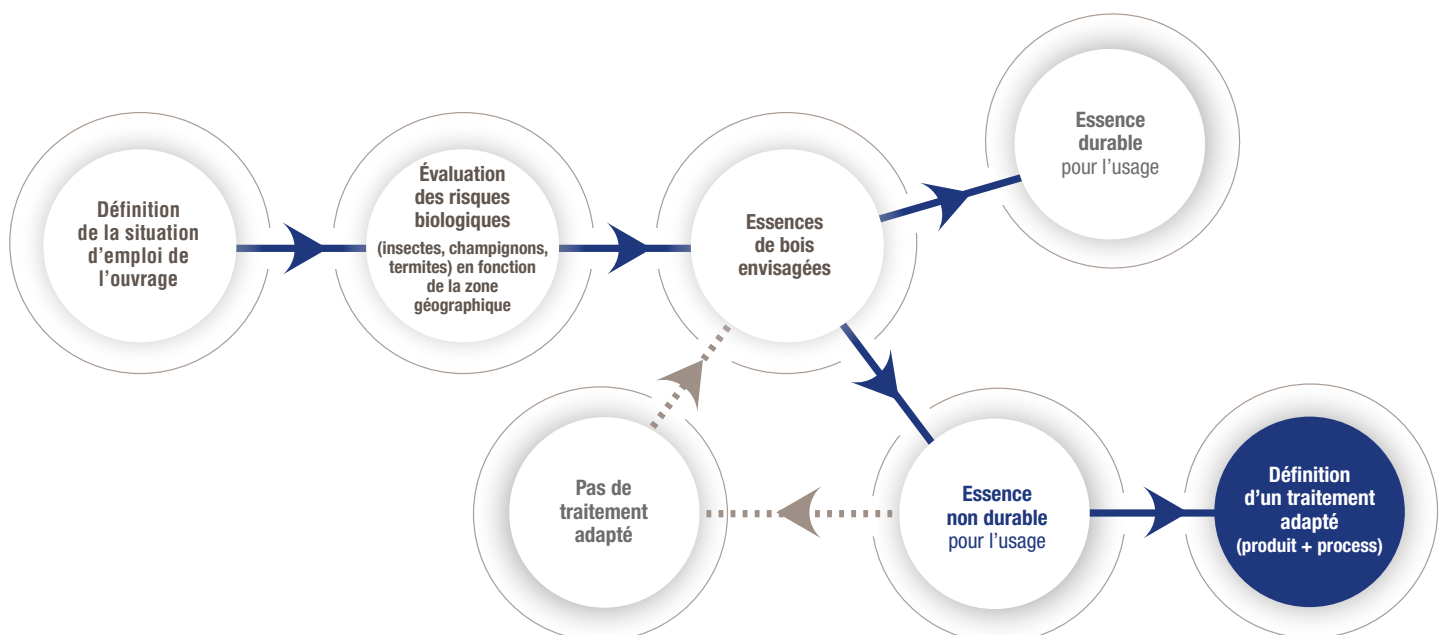 Définition
de la situation
d'emploi de
l'ouvrage
Évaluation
des risques
biologiques
(insectes, champignons,
termites) en fonction
de la zone
géographique
Essences
de bois
envisagées
Essence
durable
pour l'usage
Pas de
traitement
adapté
Essence
non durable
pour l'usage
Définition
d'un traitement
adapté
(produit + process)